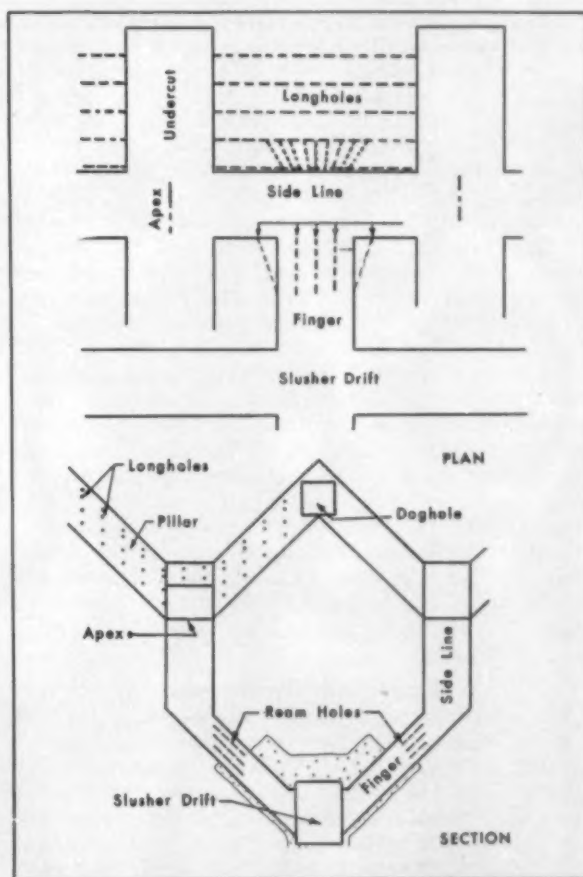 Undercut
Longholes
Apex
Side Line
Finger
Slusher Drift
PLAN
Longholes
Pillar
Doghole
Apex
Side Line
Ream Holes
Finger
Slusher Drift
SECTION